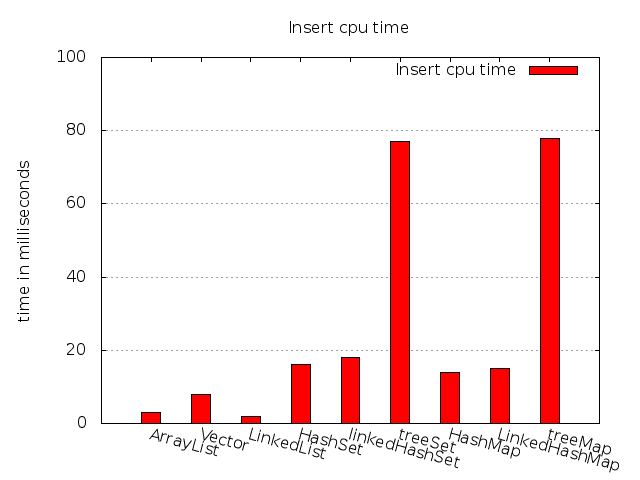 Insert cpu time
Insert cpu time
100
80
60
40
20
0
time in milliseconds
ArrayList
Vector
LinkedList
HashSet
linkedHashSet
treeSet
HashMap
LinkedHashMap
treeMap